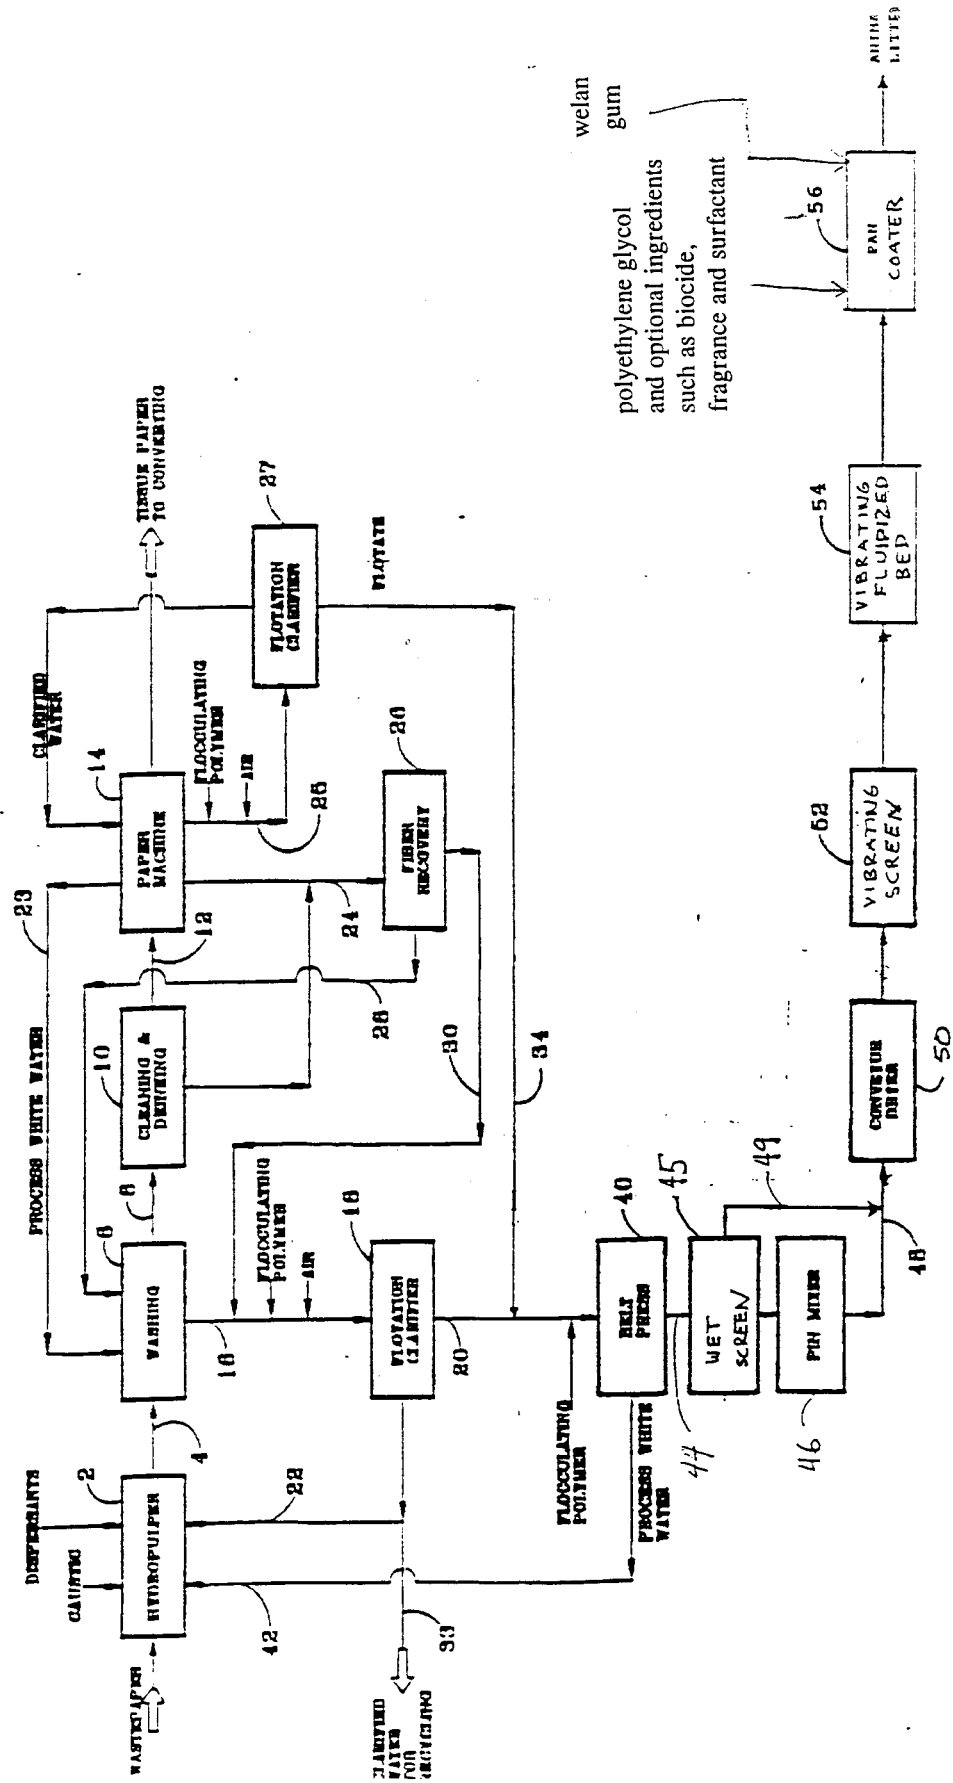 WASTEPAPER
CAUSTIC
DISPERSANTS
2
HYDROPULPER
4
22
42
33
CLARIFIED
WATER
FOR
RECYCLING
PROCESS WHITE WATER
23
6
WASHING
8
10
CLEANING &
DEINKING
12
14
PAPER
MACHINE
CLARIFIED
WATER
TISSUE PAPER
TO CONVERTING
FLOCCULATING
POLYMER
AIR
25
27
FLOTATION
CLARIFIER
FLOTATE
24
26
FIBER
RECOVERY
28
30
34
16
FLOCCULATING
POLYMER
AIR
18
FLOTATION
CLARIFIER
20
FLOCCULATING
POLYMER
40
BELT
PRESS
PROCESS WHITE
WATER
44
45
WET
SCREEN
49
46
PIN MIXER
48
CONVEYOR
DRYER
50
52
VIBRATING
SCREEN
54
VIBRATING
FLUIDIZED
BED
polyethylene glycol
and optional ingredients
such as biocide,
fragrance and surfactant
welan
gum
56
PAN
COATER
ANIMA
LITTER